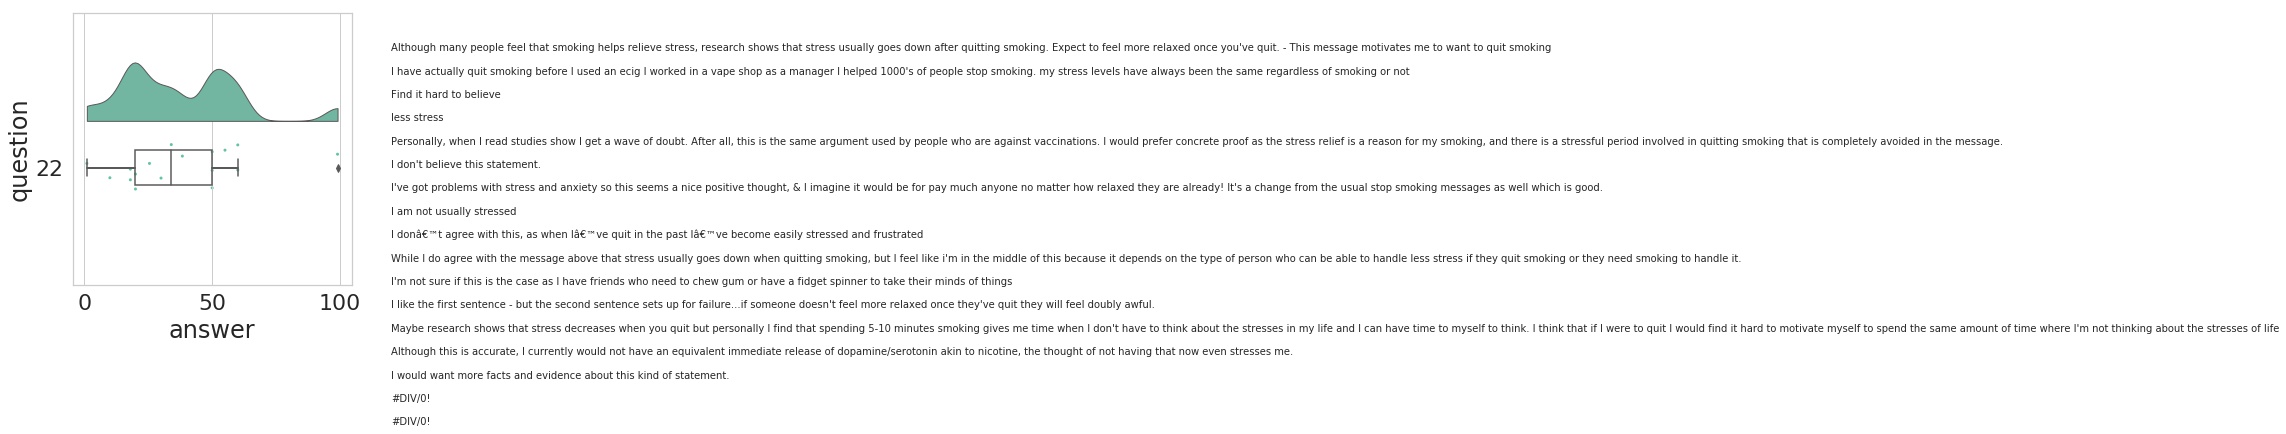 Although many people feel that smoking helps relieve stress, research shows that stress usually goes down after quitting smoking. Expect to feel more relaxed once you've quit. - This message motivates me to want to quit smoking
I have actually quit smoking before I used an ecig I worked in a vape shop as a manager I helped 1000's of people stop smoking. my stress levels have always been the same regardless of smoking or not
Find it hard to believe
less stress
Personally, when I read studies show I get a wave of doubt. After all, this is the same argument used by people who are against vaccinations. I would prefer concrete proof as the stress relief is a reason for my smoking, and there is a stressful period involved in quitting smoking that is completely avoided in the message.
I don't believe this statement.
I've got problems with stress and anxiety so this seems a nice positive thought, & I imagine it would be for pay much anyone no matter how relaxed they are already! It's a change from the usual stop smoking messages as well which is good.
I am not usually stressed
I donâ€™t agree with this, as when Iâ€™ve quit in the past Iâ€™ve become easily stressed and frustrated
While I do agree with the message above that stress usually goes down when quitting smoking, but I feel like i'm in the middle of this because it depends on the type of person who can be able to handle less stress if they quit smoking or they need smoking to handle it.
I'm not sure if this is the case as I have friends who need to chew gum or have a fidget spinner to take their minds of things
I like the first sentence - but the second sentence sets up for failure...if someone doesn't feel more relaxed once they've quit they will feel doubly awful.
Maybe research shows that stress decreases when you quit but personally I find that spending 5-10 minutes smoking gives me time when I don't have to think about the stresses in my life and I can have time to myself to think. I think that if I were to quit I would find it hard to motivate myself to spend the same amount of time where I'm not thinking about the stresses of life
Although this is accurate, I currently would not have an equivalent immediate release of dopamine/serotonin akin to nicotine, the thought of not having that now even stresses me.
I would want more facts and evidence about this kind of statement.
#DIV/0!
#DIV/0!
question
22
0 50 100
answer